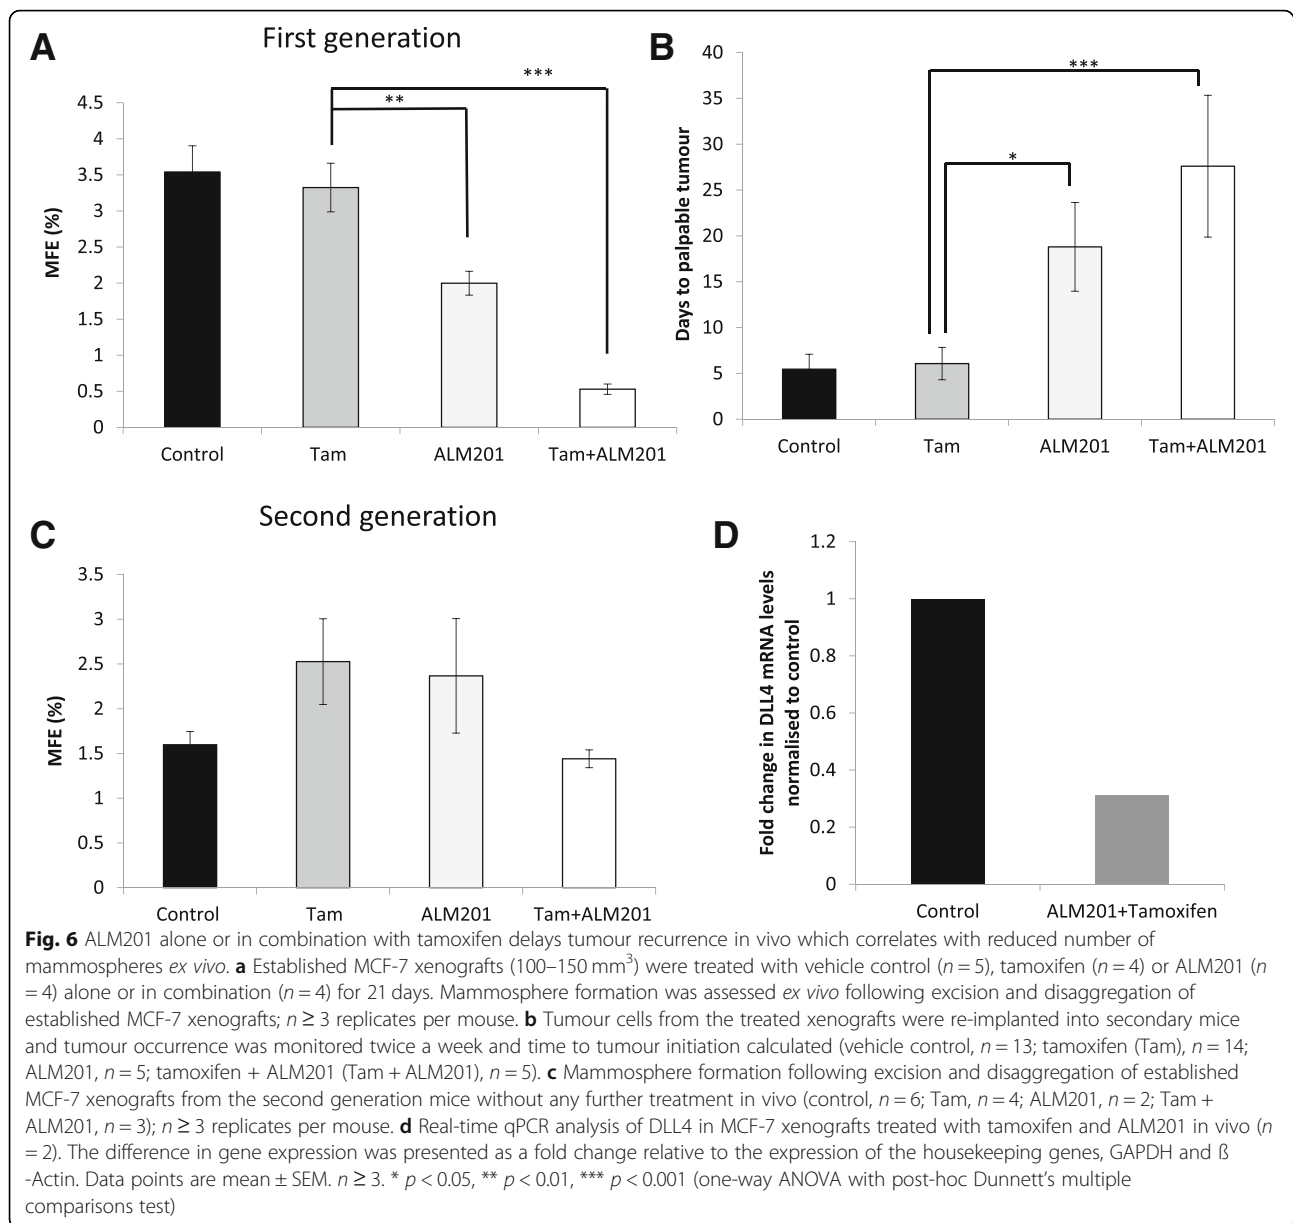 A
First generation
***
**
4.5
4
3.5
3
2.5
2
1.5
1
0.5
0
MFE (%)
Control Tam ALM201 Tam+ALM201
B
***
*
40
35
30
25
20
15
10
5
0
Days to palpable tumour
Control Tam ALM201 Tam+ALM201
C
Second generation
3.5
3
2.5
2
1.5
1
0.5
0
MFE (%)
Control Tam ALM201 Tam+ALM201
D
1.2
1
0.8
0.6
0.4
0.2
0
Fold change in DLL4 mRNA levels
normalised to control
Control ALM201+Tamoxifen
Fig. 6 ALM201 alone or in combination with tamoxifen delays tumour recurrence in vivo which correlates with reduced number of
mammospheres ex vivo. a Established MCF-7 xenografts (100–150 mm³) were treated with vehicle control (n = 5), tamoxifen (n = 4) or ALM201 (n
= 4) alone or in combination (n = 4) for 21 days. Mammosphere formation was assessed ex vivo following excision and disaggregation of
established MCF-7 xenografts; n ≥ 3 replicates per mouse. b Tumour cells from the treated xenografts were re-implanted into secondary mice
and tumour occurrence was monitored twice a week and time to tumour initiation calculated (vehicle control, n = 13; tamoxifen (Tam), n = 14;
ALM201, n = 5; tamoxifen + ALM201 (Tam + ALM201), n = 5). c Mammosphere formation following excision and disaggregation of established
MCF-7 xenografts from the second generation mice without any further treatment in vivo (control, n = 6; Tam, n = 4; ALM201, n = 2; Tam +
ALM201, n = 3); n ≥ 3 replicates per mouse. d Real-time qPCR analysis of DLL4 in MCF-7 xenografts treated with tamoxifen and ALM201 in vivo (n
= 2). The difference in gene expression was presented as a fold change relative to the expression of the housekeeping genes, GAPDH and ß
-Actin. Data points are mean ± SEM. n ≥ 3. * p < 0.05, ** p < 0.01, *** p < 0.001 (one-way ANOVA with post-hoc Dunnett's multiple
comparisons test)